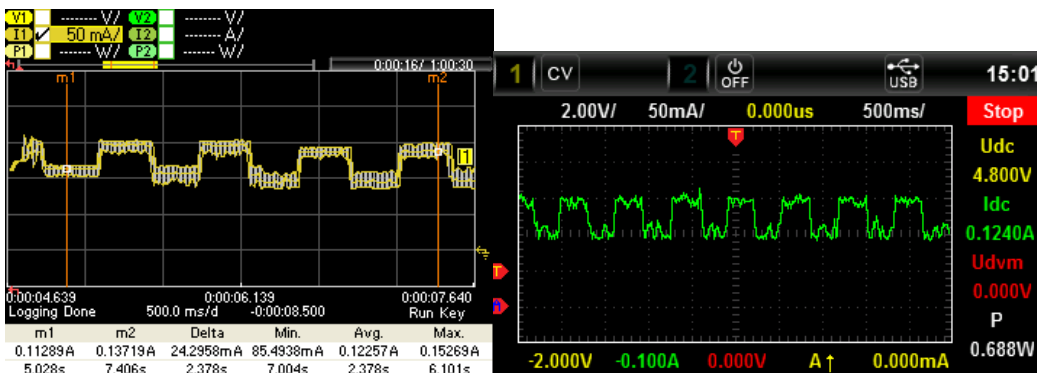 V1 ------- V/ V2 ------- V/
I1 ✓ 50 mA/ I2 ------- A/
P1 ------- W/ P2 ------- W/
0:00:16/ 1:00:30
m1 m2
1
0:00:04.639 0:00:06.139 0:00:07.640
Logging Done 500.0 ms/d -0:00:08.500 Run Key
m1 m2 Delta Min. Avg. Max.
0.11289 A 0.13719 A 24.2958mA 85.4938mA 0.12257 A 0.15269 A
5.028s 7.406s 2.378s 7.004s 2.378s 6.101s
1 CV 2 OFF USB 15:01
2.00V/ 50mA/ 0.000us 500ms/ Stop
T
Udc
4.800V
Idc
0.1240A
T
Udvm
0.000V
P
0.688W
-2.000V -0.100A 0.000V A↑ 0.000mA